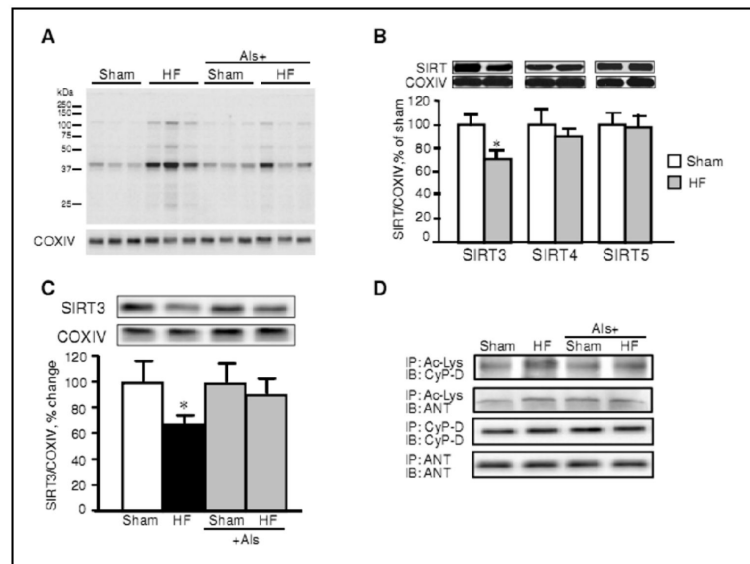 A
Als+
Sham HF Sham HF
kDa
250
150
100
75
50
37
25
COXIV
B
SIRT
COXIV
SIRT/COXIV, % of sham
120
100
80
60
40
20
0
*
SIRT3 SIRT4 SIRT5
Sham
HF
C
SIRT3
COXIV
SIRT3/COXIV, % change
120
100
80
60
40
20
0
*
Sham HF Sham HF
+Als
D
Als+
Sham HF Sham HF
IP: Ac-Lys
IB: CyP-D
IP: Ac-Lys
IB: ANT
IP: CyP-D
IB: CyP-D
IP: ANT
IB: ANT